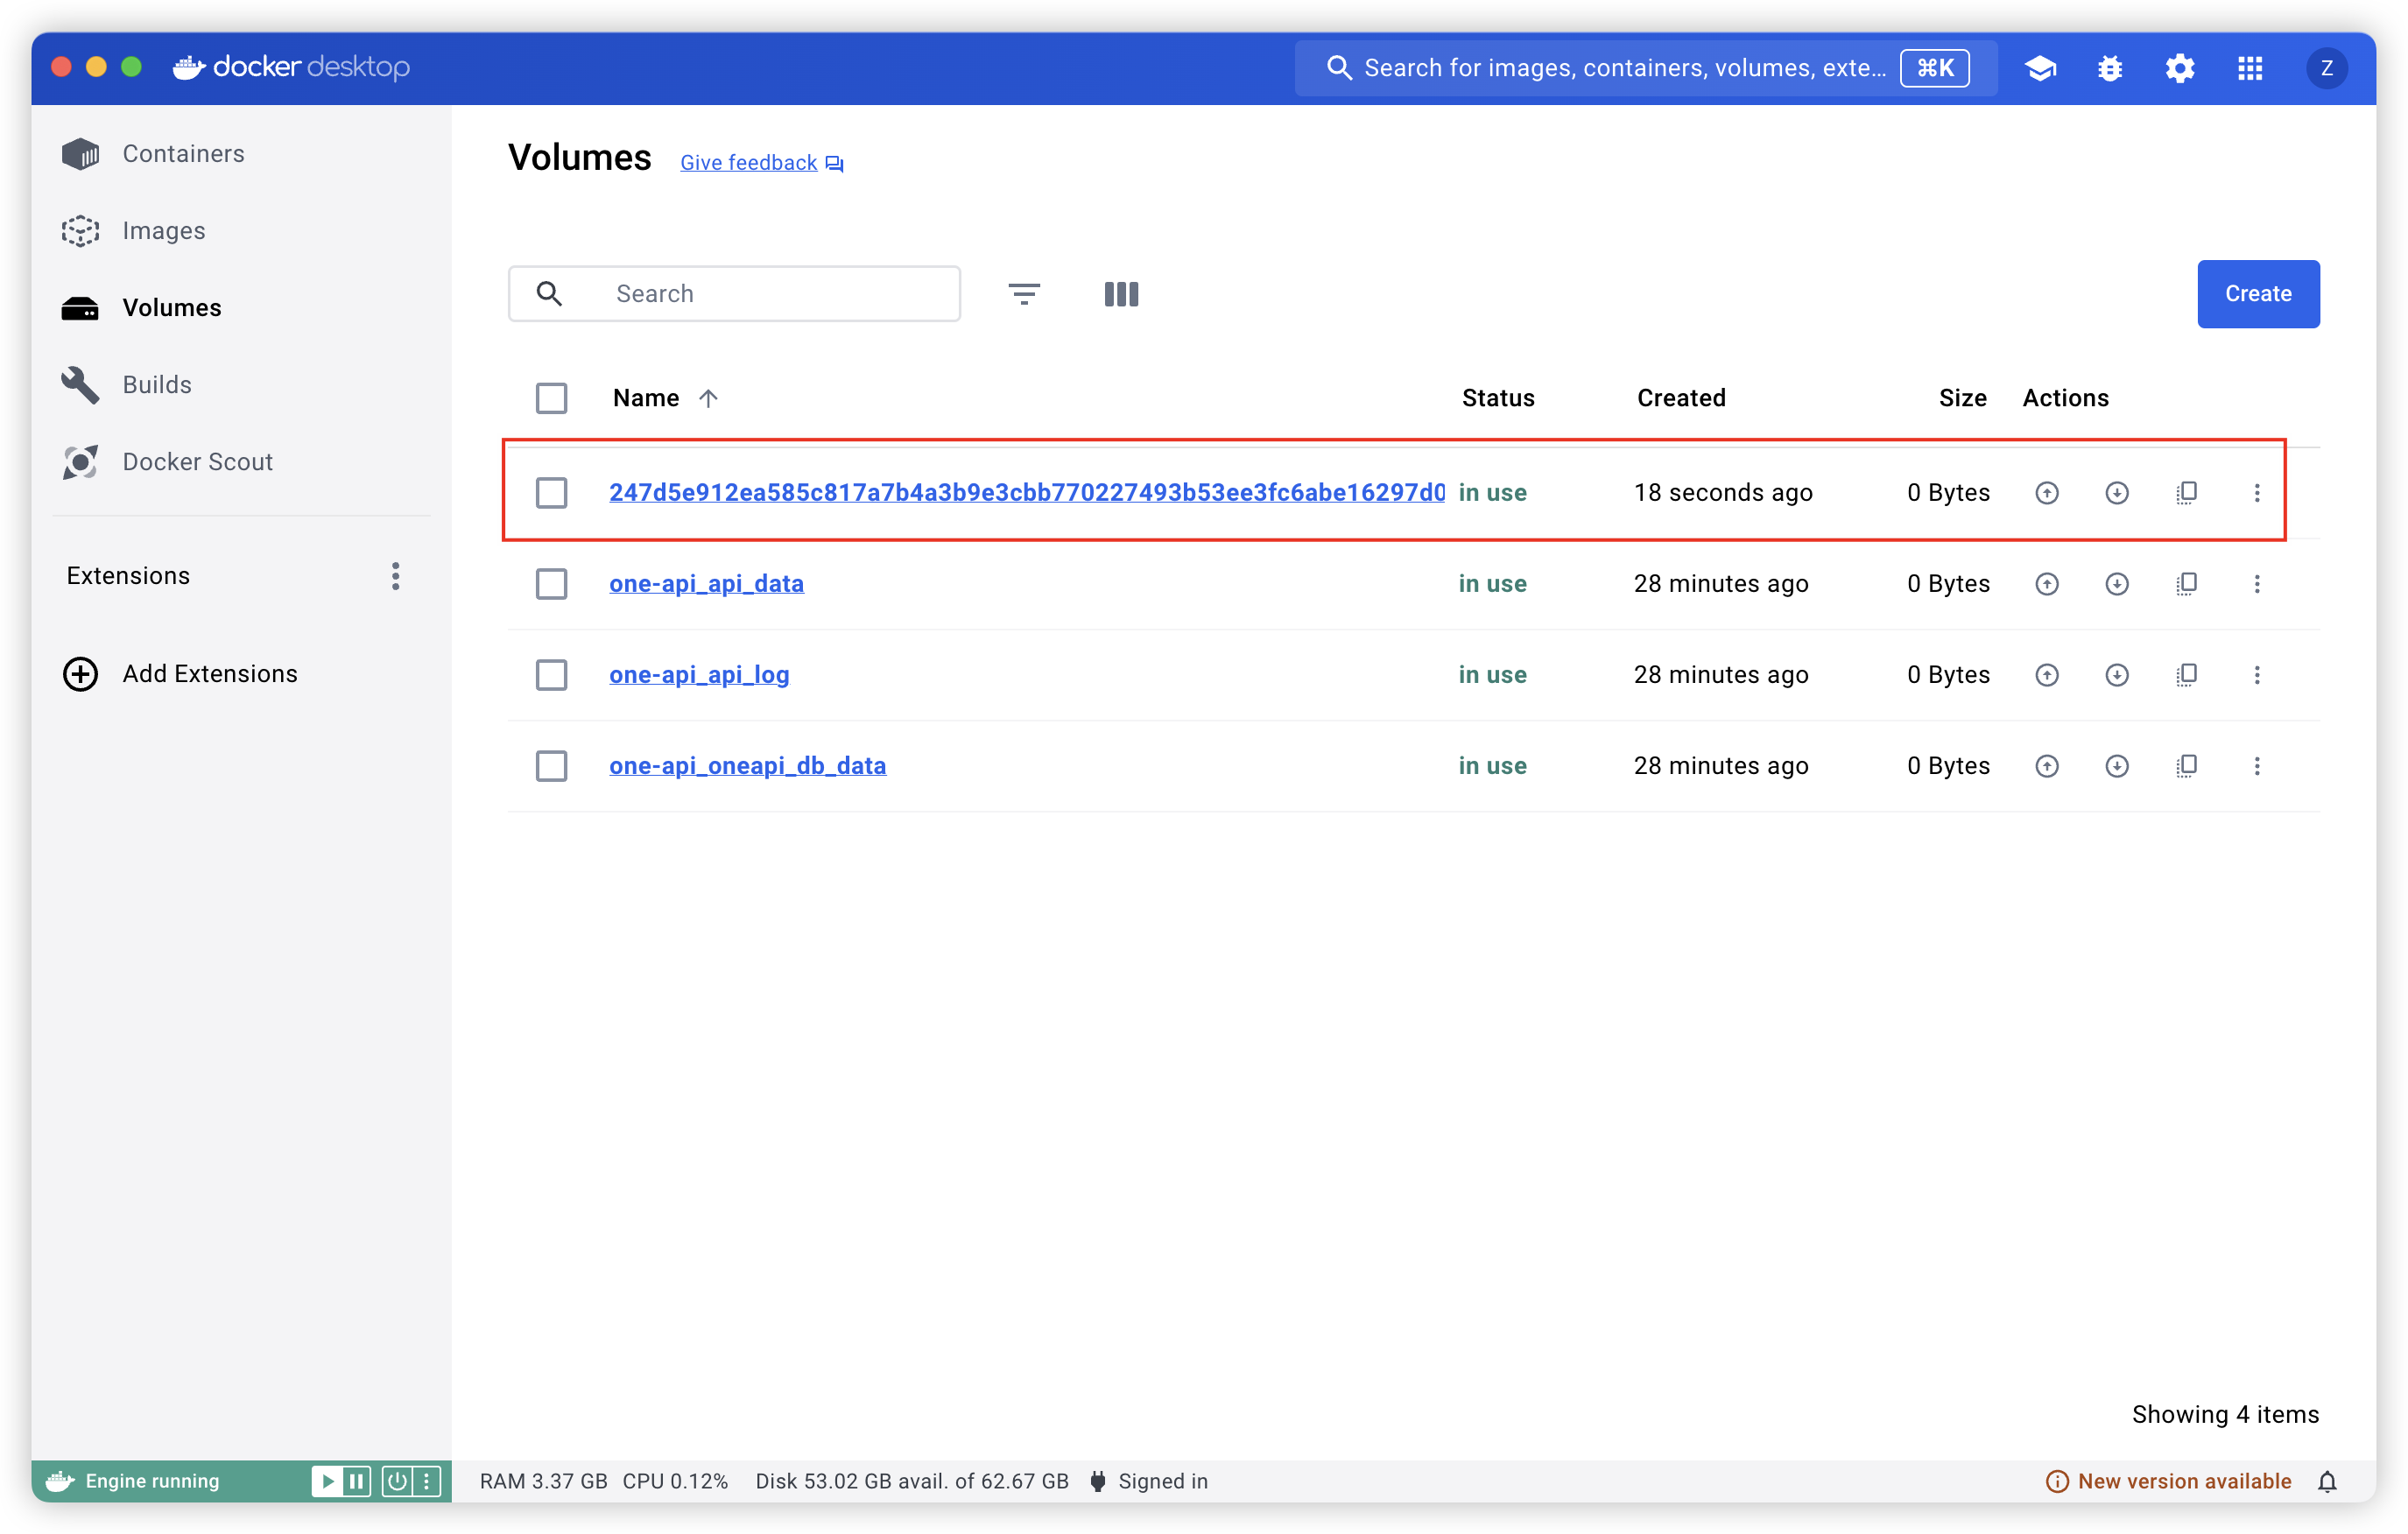 docker desktop
Search for images, containers, volumes, exte... ⌘K
Z
Containers
Images
Volumes
Builds
Docker Scout
Extensions
Add Extensions
Volumes Give feedback
Search
Create
Name Status Created Size Actions
247d5e912ea585c817a7b4a3b9e3cbb770227493b53ee3fc6abe16297d0 in use 18 seconds ago 0 Bytes
one-api_api_data in use 28 minutes ago 0 Bytes
one-api_api_log in use 28 minutes ago 0 Bytes
one-api_oneapi_db_data in use 28 minutes ago 0 Bytes
Showing 4 items
Engine running RAM 3.37 GB CPU 0.12% Disk 53.02 GB avail. of 62.67 GB Signed in New version available